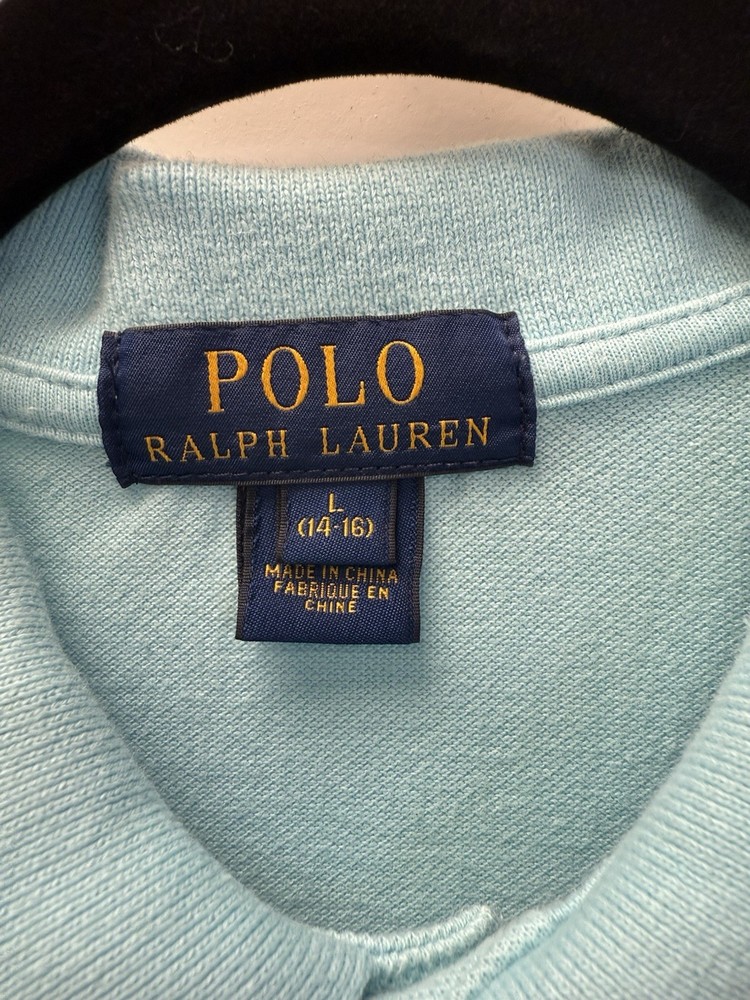 POLO
RALPH LAUREN
L
(14-16)
MADE IN CHINA
FABRIQUE EN
CHINE